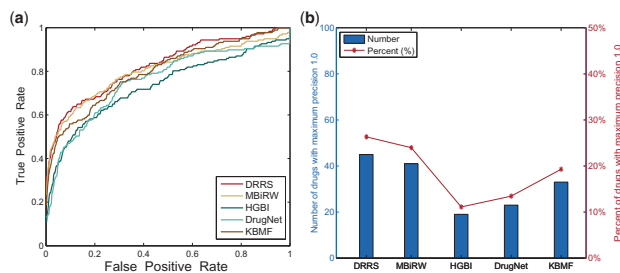 (a)
True Positive Rate
1
0.8
0.6
0.4
0.2
0
0 0.2 0.4 0.6 0.8 1
False Positive Rate
DRRS
MBiRW
HGBI
DrugNet
KBMF
(b)
Number of drugs with maximum precision 1.0
100
80
60
40
20
0
Number
Percent (%)
DRRS MBiRW HGBI DrugNet KBMF
50%
40%
30%
20%
10%
0%
Percent of drugs with maximum precision 1.0